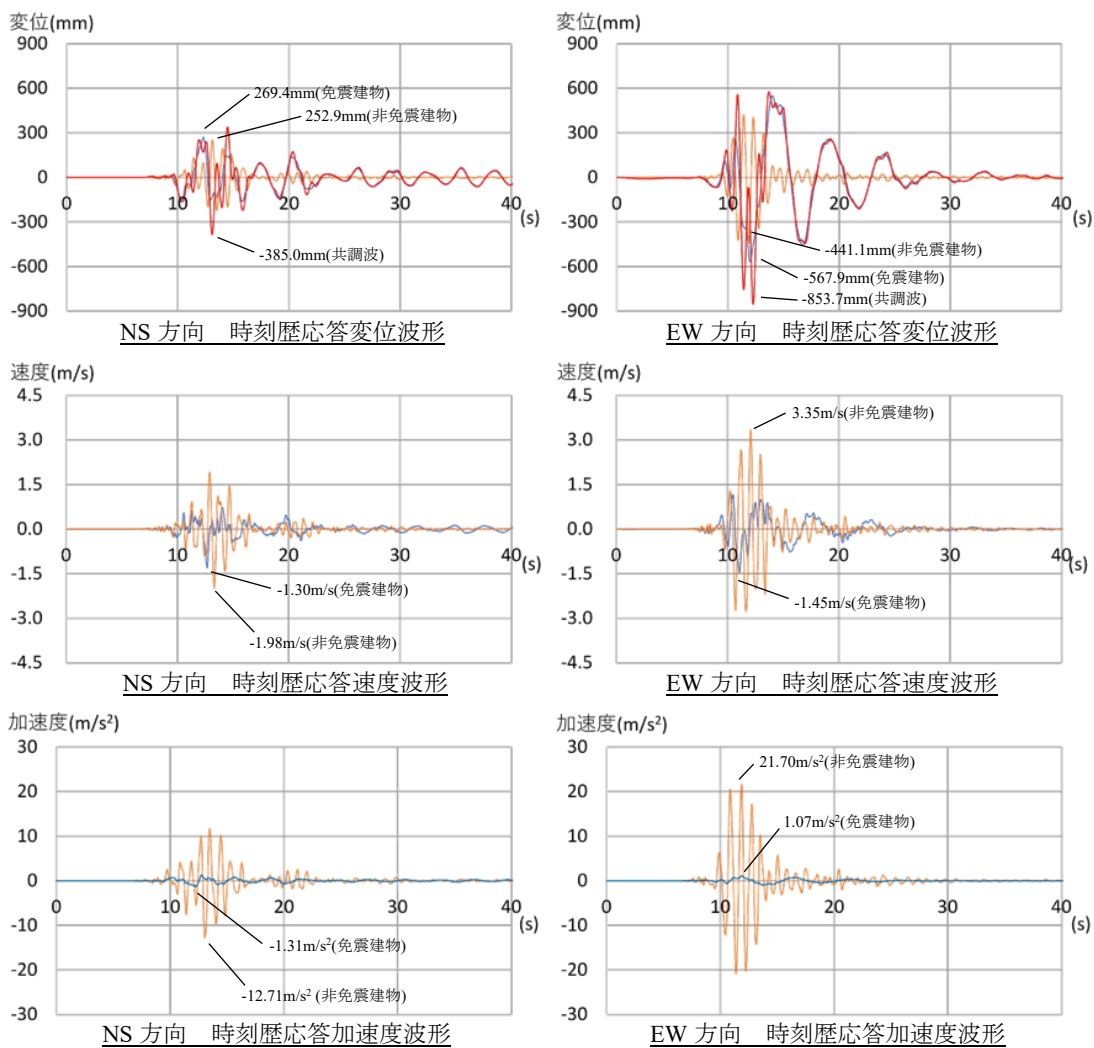 変位(mm)
900
600
300
0
-300
-600
-900
0
10
20
30
40
(s)
269.4mm(免震建物)
252.9mm(非免震建物)
-385.0mm(共調波)
NS 方向　時刻歴応答変位波形
変位(mm)
900
600
300
0
-300
-600
-900
0
10
20
30
40
(s)
-441.1mm(非免震建物)
-567.9mm(免震建物)
-853.7mm(共調波)
EW 方向　時刻歴応答変位波形
速度(m/s)
4.5
3.0
1.5
0.0
-1.5
-3.0
-4.5
0
10
20
30
40
(s)
-1.30m/s(免震建物)
-1.98m/s(非免震建物)
NS 方向　時刻歴応答速度波形
速度(m/s)
4.5
3.0
1.5
0.0
-1.5
-3.0
-4.5
0
10
20
30
40
(s)
3.35m/s(非免震建物)
-1.45m/s(免震建物)
EW 方向　時刻歴応答速度波形
加速度(m/s²)
30
20
10
0
-10
-20
-30
0
10
20
30
40
(s)
-1.31m/s²(免震建物)
-12.71m/s² (非免震建物)
NS 方向　時刻歴応答加速度波形
加速度(m/s²)
30
20
10
0
-10
-20
-30
0
10
20
30
40
(s)
21.70m/s²(非免震建物)
1.07m/s²(免震建物)
EW 方向　時刻歴応答加速度波形